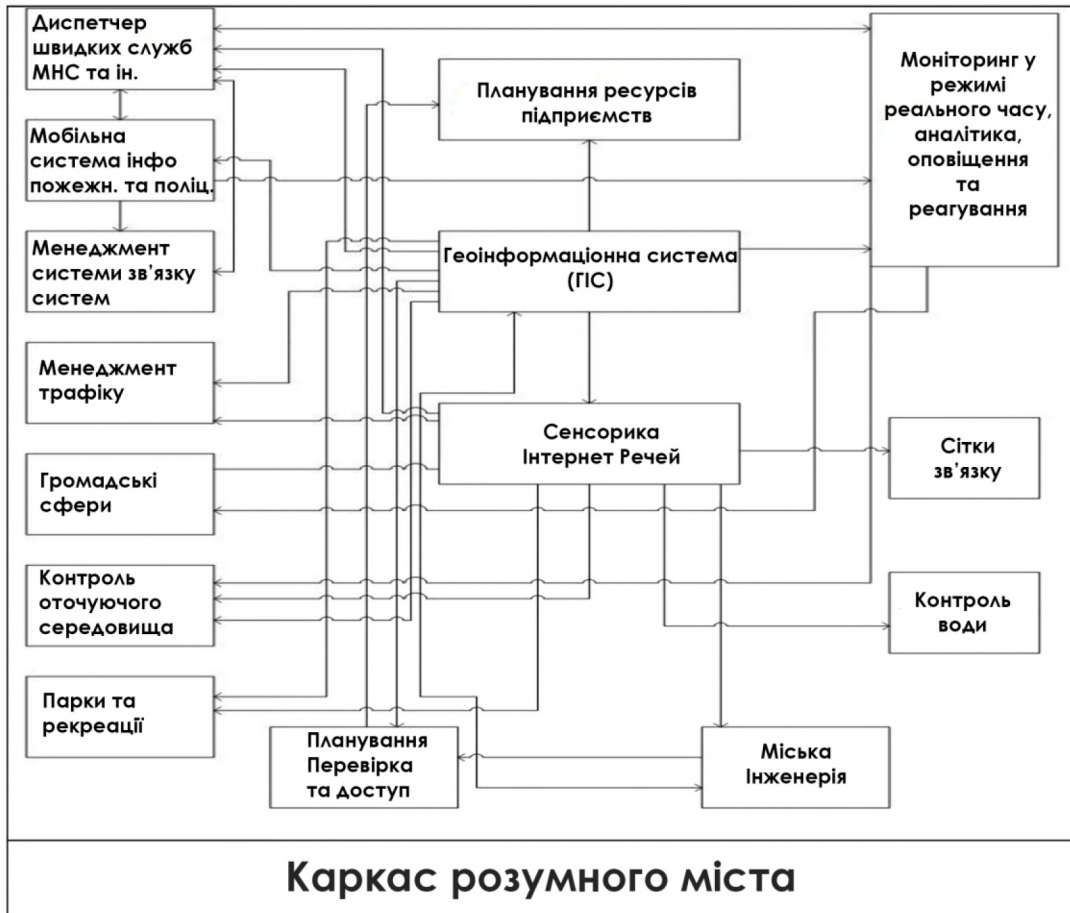 Диспетчер
швидких служб
МНС та ін.
Мобільна
система інфо
пожежн. та поліц.
Менеджмент
системи зв’язку
систем
Менеджмент
трафіку
Громадські
сфери
Контроль
оточуючого
середовища
Парки та
рекреації
Планування ресурсів
підприємств
Геоінформаціонна система
(ГІС)
Сенсорика
Інтернет Речей
Планування
Перевірка
та доступ
Моніторинг у
режимі
реального часу,
аналітика,
оповіщення
та
реагування
Сітки
зв’язку
Контроль
води
Міська
Інженерія
Каркас розумного міста